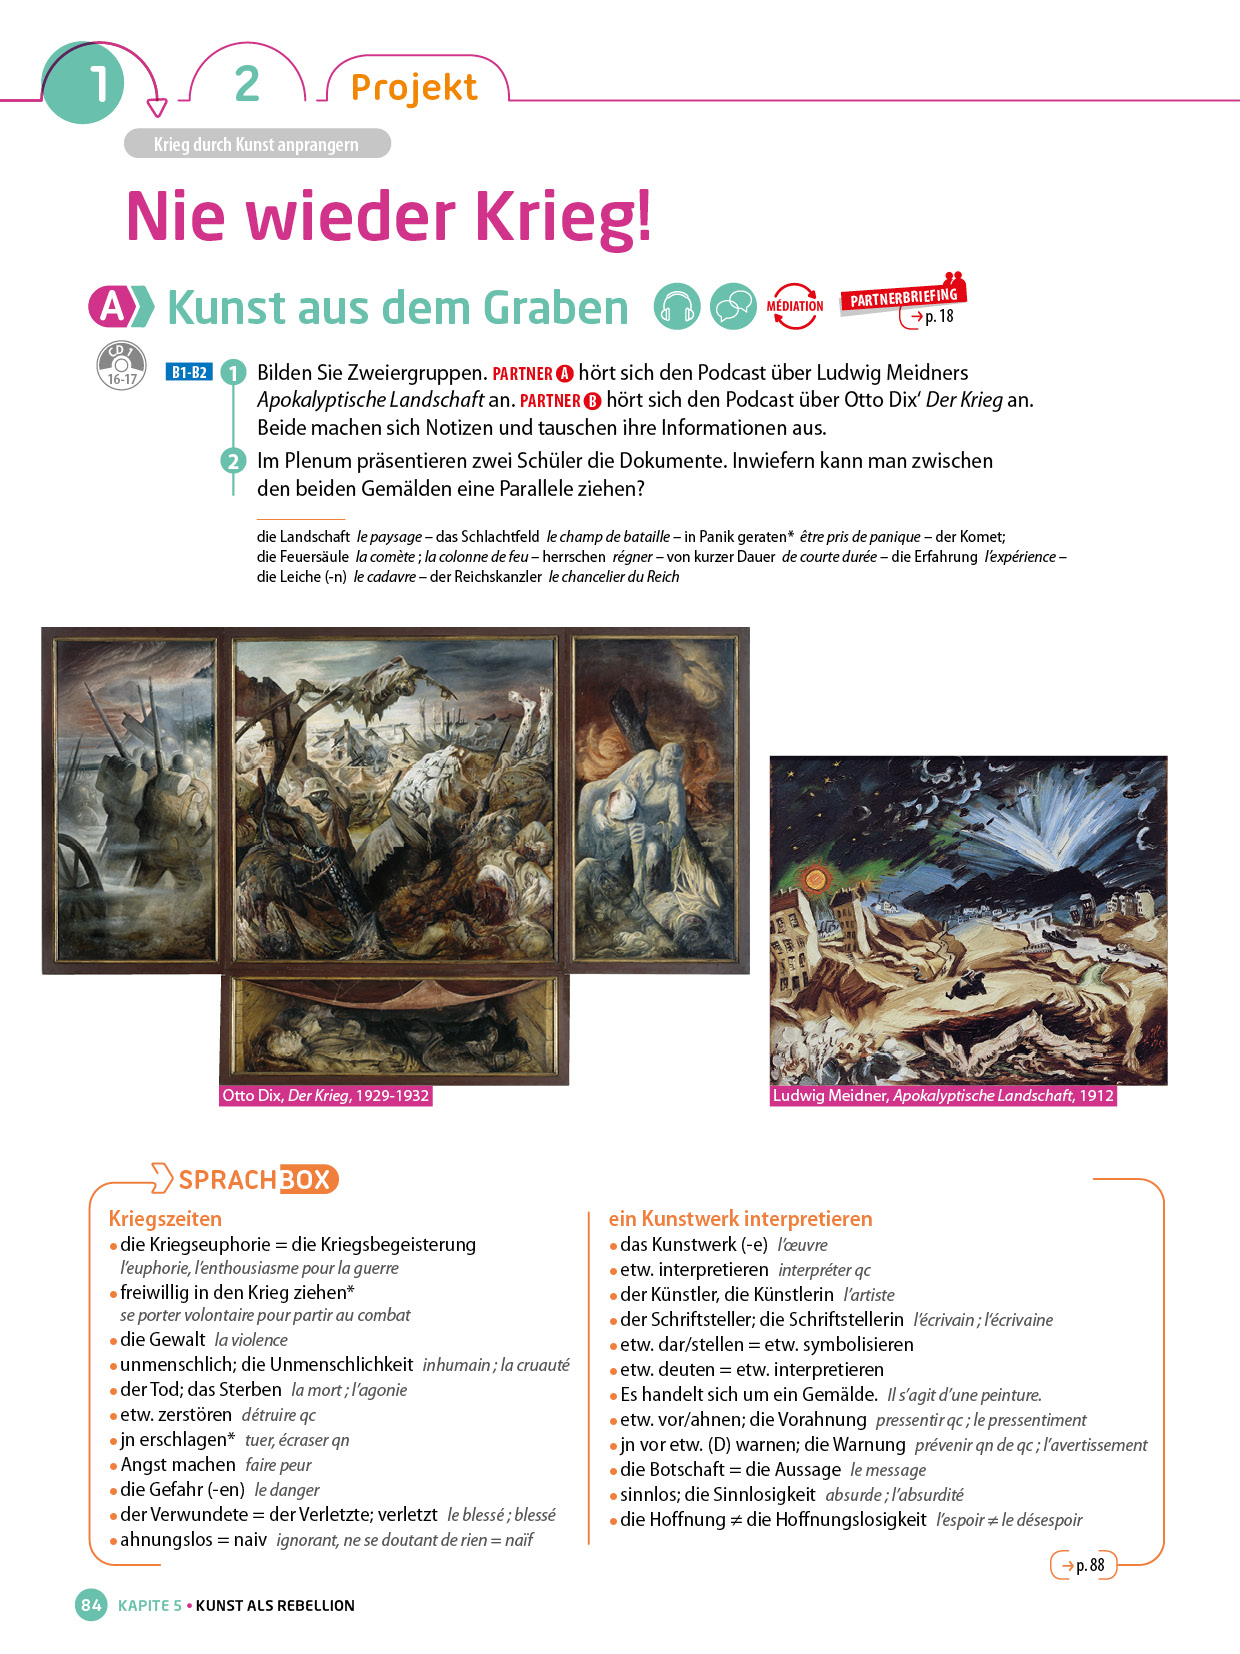 1
2
Projekt
Krieg durch Kunst anprangern
Nie wieder Krieg!
A Kunst aus dem Graben
MÉDIATION
PARTNERBRIEFING
p. 18
CD 1
16-17
B1-B2
1 Bilden Sie Zweiergruppen. PARTNER A hört sich den Podcast über Ludwig Meidners
Apokalyptische Landschaft an. PARTNER B hört sich den Podcast über Otto Dix‘ Der Krieg an.
Beide machen sich Notizen und tauschen ihre Informationen aus.
2 Im Plenum präsentieren zwei Schüler die Dokumente. Inwiefern kann man zwischen
den beiden Gemälden eine Parallele ziehen?
die Landschaft le paysage – das Schlachtfeld le champ de bataille – in Panik geraten* être pris de panique – der Komet;
die Feuersäule la comète ; la colonne de feu – herrschen régner – von kurzer Dauer de courte durée – die Erfahrung l’expérience –
die Leiche (-n) le cadavre – der Reichskanzler le chancelier du Reich
Otto Dix, Der Krieg, 1929-1932
Ludwig Meidner, Apokalyptische Landschaft, 1912
SPRACHBOX
Kriegszeiten
• die Kriegseuphorie = die Kriegsbegeisterung
l’euphorie, l’enthousiasme pour la guerre
• freiwillig in den Krieg ziehen*
se porter volontaire pour partir au combat
• die Gewalt la violence
• unmenschlich; die Unmenschlichkeit inhumain ; la cruauté
• der Tod; das Sterben la mort ; l’agonie
• etw. zerstören détruire qc
• jn erschlagen* tuer, écraser qn
• Angst machen faire peur
• die Gefahr (-en) le danger
• der Verwundete = der Verletzte; verletzt le blessé ; blessé
• ahnungslos = naiv ignorant, ne se doutant de rien = naïf
ein Kunstwerk interpretieren
• das Kunstwerk (-e) l’œuvre
• etw. interpretieren interpréter qc
• der Künstler, die Künstlerin l’artiste
• der Schriftsteller; die Schriftstellerin l’écrivain ; l’écrivaine
• etw. dar/stellen = etw. symbolisieren
• etw. deuten = etw. interpretieren
• Es handelt sich um ein Gemälde. Il s’agit d’une peinture.
• etw. vor/ahnen; die Vorahnung pressentir qc ; le pressentiment
• jn vor etw. (D) warnen; die Warnung prévenir qn de qc ; l’avertissement
• die Botschaft = die Aussage le message
• sinnlos; die Sinnlosigkeit absurde ; l’absurdité
• die Hoffnung ≠ die Hoffnungslosigkeit l’espoir ≠ le désespoir
p. 88
84 KAPITE 5 • KUNST ALS REBELLION